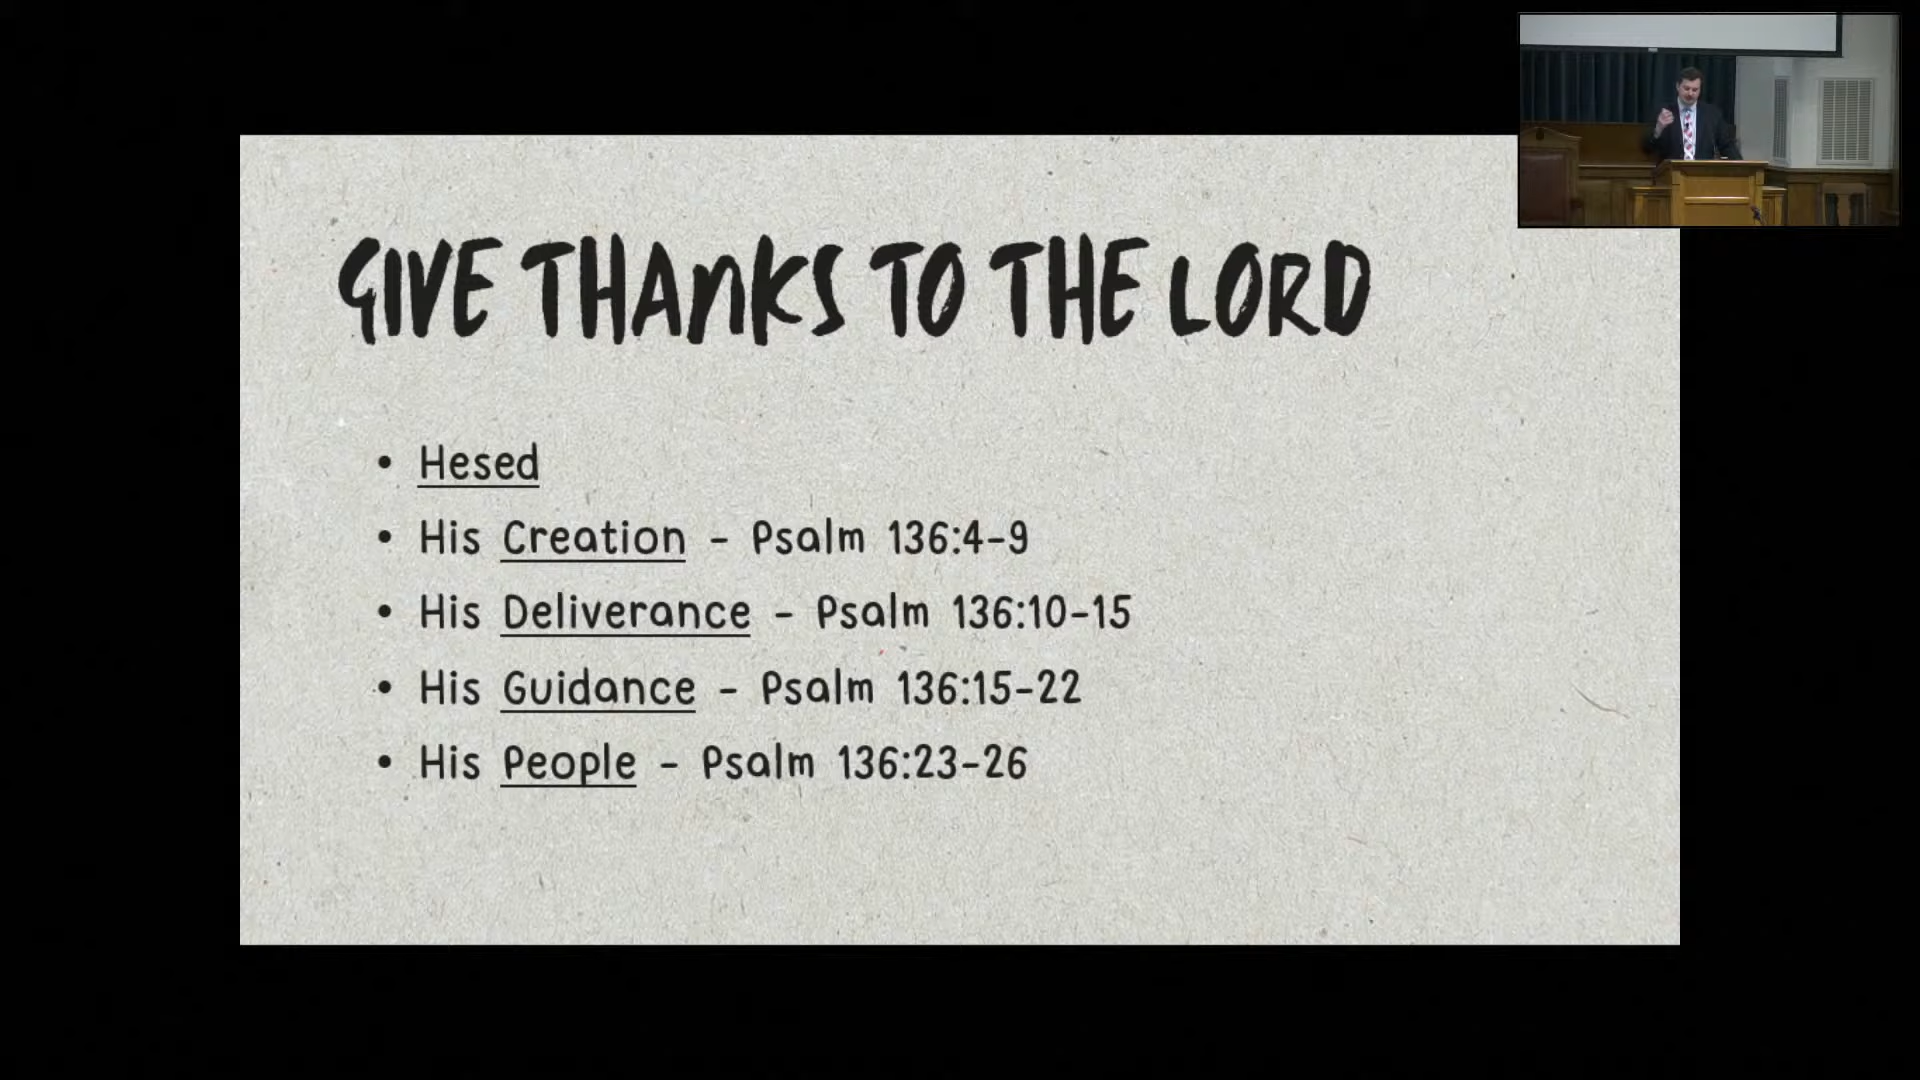 GIVE THANKS TO THE LORD
• Hesed
• His Creation - Psalm 136:4-9
• His Deliverance - Psalm 136:10-15
• His Guidance - Psalm 136:15-22
• His People - Psalm 136:23-26